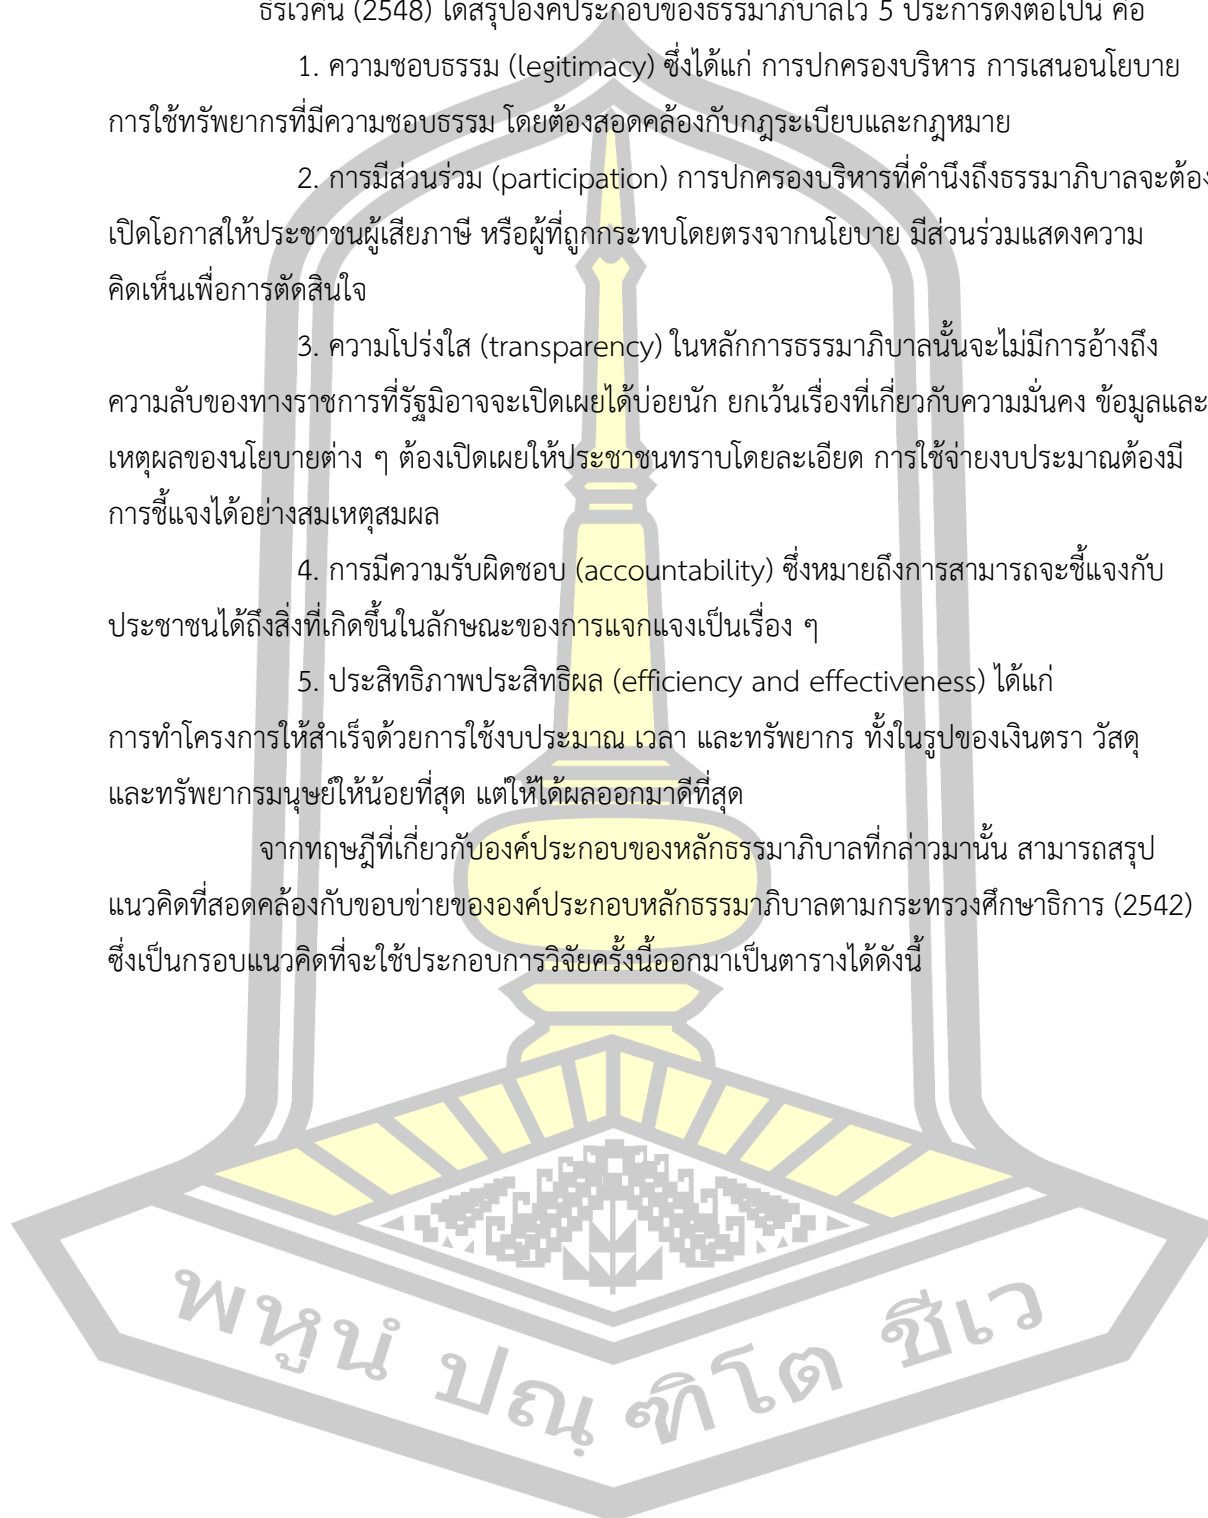 ธีรเวคิน (2548) ได้สรุปองค์ประกอบของธรรมาภิบาลไว้ 5 ประการดังต่อไปนี้ คือ
1. ความชอบธรรม (legitimacy) ซึ่งได้แก่ การปกครองบริหาร การเสนอนโยบาย
การใช้ทรัพยากรที่มีความชอบธรรม โดยต้องสอดคล้องกับกฎระเบียบและกฎหมาย
2. การมีส่วนร่วม (participation) การปกครองบริหารที่คำนึงถึงธรรมาภิบาลจะต้อง
เปิดโอกาสให้ประชาชนผู้เสียภาษี หรือผู้ที่ถูกกระทบโดยตรงจากนโยบาย มีส่วนร่วมแสดงความ
คิดเห็นเพื่อการตัดสินใจ
3. ความโปร่งใส (transparency) ในหลักการธรรมาภิบาลนั้นจะไม่มีการอ้างถึง
ความลับของทางราชการที่รัฐมิอาจจะเปิดเผยได้บ่อยนัก ยกเว้นเรื่องที่เกี่ยวกับความมั่นคง ข้อมูลและ
เหตุผลของนโยบายต่าง ๆ ต้องเปิดเผยให้ประชาชนทราบโดยละเอียด การใช้จ่ายงบประมาณต้องมี
การชี้แจงได้อย่างสมเหตุสมผล
4. การมีความรับผิดชอบ (accountability) ซึ่งหมายถึงการสามารถจะชี้แจงกับ
ประชาชนได้ถึงสิ่งที่เกิดขึ้นในลักษณะของการแจกแจงเป็นเรื่อง ๆ
5. ประสิทธิภาพประสิทธิผล (efficiency and effectiveness) ได้แก่
การทำโครงการให้สำเร็จด้วยการใช้งบประมาณ เวลา และทรัพยากร ทั้งในรูปของเงินตรา วัสดุ
และทรัพยากรมนุษย์ให้น้อยที่สุด แต่ให้ได้ผลออกมาดีที่สุด
จากทฤษฎีที่เกี่ยวกับองค์ประกอบของหลักธรรมาภิบาลที่กล่าวมานั้น สามารถสรุป
แนวคิดที่สอดคล้องกับขอบข่ายขององค์ประกอบหลักธรรมาภิบาลตามกระทรวงศึกษาธิการ (2542)
ซึ่งเป็นกรอบแนวคิดที่จะใช้ประกอบการวิจัยครั้งนี้ออกมาเป็นตารางได้ดังนี้
พหูนํ ปณฺฑิโต ชีเว